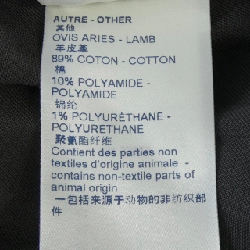 AUTRE - OTHER
其他
OVIS ARIES - LAMB
羊皮革
89% COTON - COTTON
棉
10% POLYAMIDE -
POLYAMIDE
锦纶
1% POLYURÉTHANE -
POLYURETHANE
聚氨酯纤维
Contient des parties non
textiles d'origine animale -
contains non-textile parts of
animal origin
一包括来源于动物的非纺织部
件